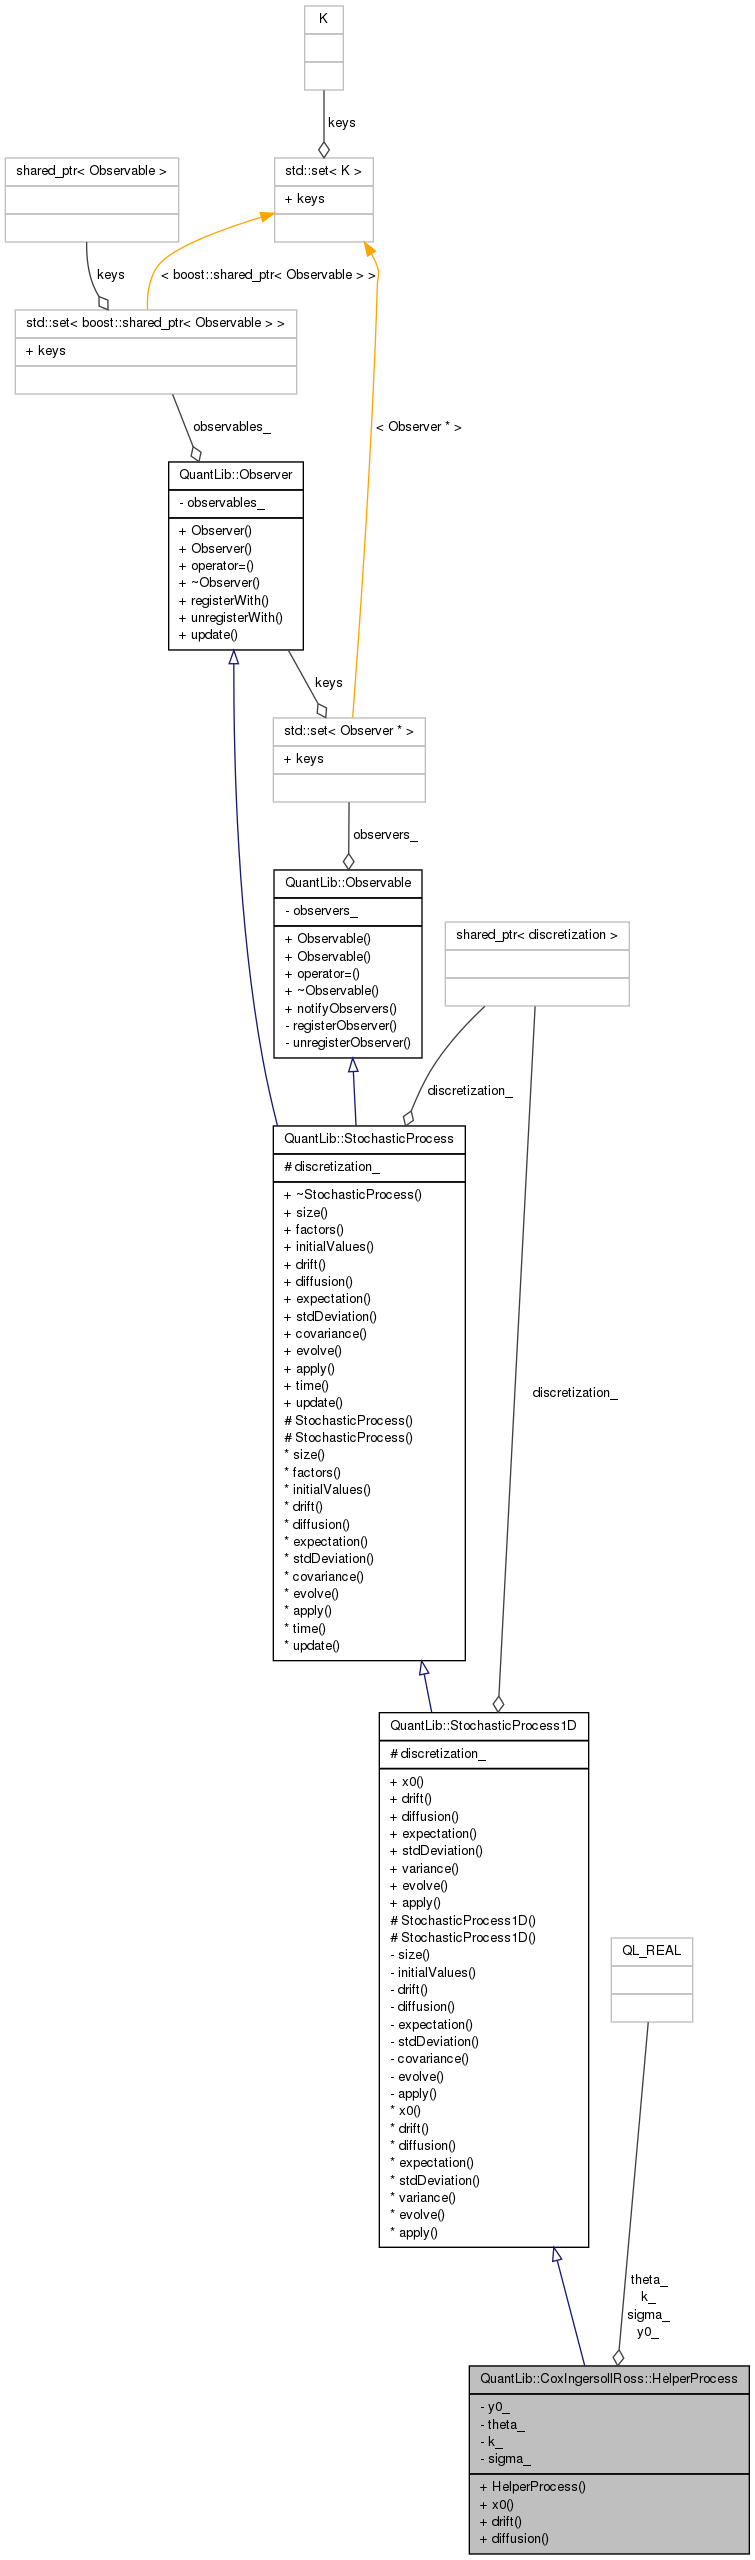 K
keys
shared_ptr< Observable >
std::set< K >
+ keys
keys
< boost::shared_ptr< Observable > >
std::set< boost::shared_ptr< Observable > >
+ keys
observables_
< Observer * >
QuantLib::Observer
- observables_
+ Observer()
+ Observer()
+ operator=()
+ ~Observer()
+ registerWith()
+ unregisterWith()
+ update()
keys
std::set< Observer * >
+ keys
observers_
QuantLib::Observable
- observers_
+ Observable()
+ Observable()
+ operator=()
+ ~Observable()
+ notifyObservers()
- registerObserver()
- unregisterObserver()
shared_ptr< discretization >
discretization_
QuantLib::StochasticProcess
# discretization_
+ ~StochasticProcess()
+ size()
+ factors()
+ initialValues()
+ drift()
+ diffusion()
+ expectation()
+ stdDeviation()
+ covariance()
+ evolve()
+ apply()
+ time()
+ update()
# StochasticProcess()
# StochasticProcess()
* size()
* factors()
* initialValues()
* drift()
* diffusion()
* expectation()
* stdDeviation()
* covariance()
* evolve()
* apply()
* time()
* update()
discretization_
QuantLib::StochasticProcess1D
# discretization_
+ x0()
+ drift()
+ diffusion()
+ expectation()
+ stdDeviation()
+ variance()
+ evolve()
+ apply()
# StochasticProcess1D()
# StochasticProcess1D()
- size()
- initialValues()
- drift()
- diffusion()
- expectation()
- stdDeviation()
- covariance()
- evolve()
- apply()
* x0()
* drift()
* diffusion()
* expectation()
* stdDeviation()
* variance()
* evolve()
* apply()
QL_REAL
theta_
k_
sigma_
y0_
QuantLib::CoxIngersollRoss::HelperProcess
- y0_
- theta_
- k_
- sigma_
+ HelperProcess()
+ x0()
+ drift()
+ diffusion()